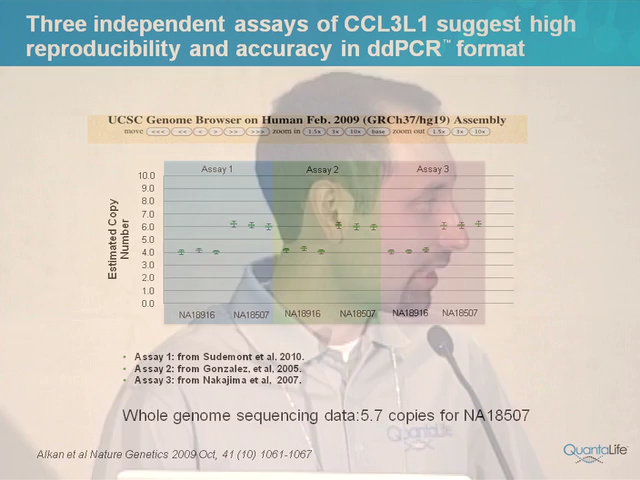 Three independent assays of CCL3L1 suggest high
reproducibility and accuracy in ddPCR™ format
UCSC Genome Browser on Human Feb. 2009 (GRCh37/hg19) Assembly
move <<< << < > >> >>> zoom in 1.5x 3x 10x base zoom out 1.5x 3x 10x
Assay 1 Assay 2 Assay 3
Estimated Copy
Number
10.0
9.0
8.0
7.0
6.0
5.0
4.0
3.0
2.0
1.0
0.0
NA18916 NA18507 NA18916 NA18507 NA18916 NA18507
• Assay 1: from Sudemont et al. 2010.
• Assay 2: from Gonzalez, et al. 2005.
• Assay 3: from Nakajima et al, 2007.
Whole genome sequencing data:5.7 copies for NA18507
Alkan et al Nature Genetics 2009 Oct, 41 (10) 1061-1067
QuantaLife
QuantaLife